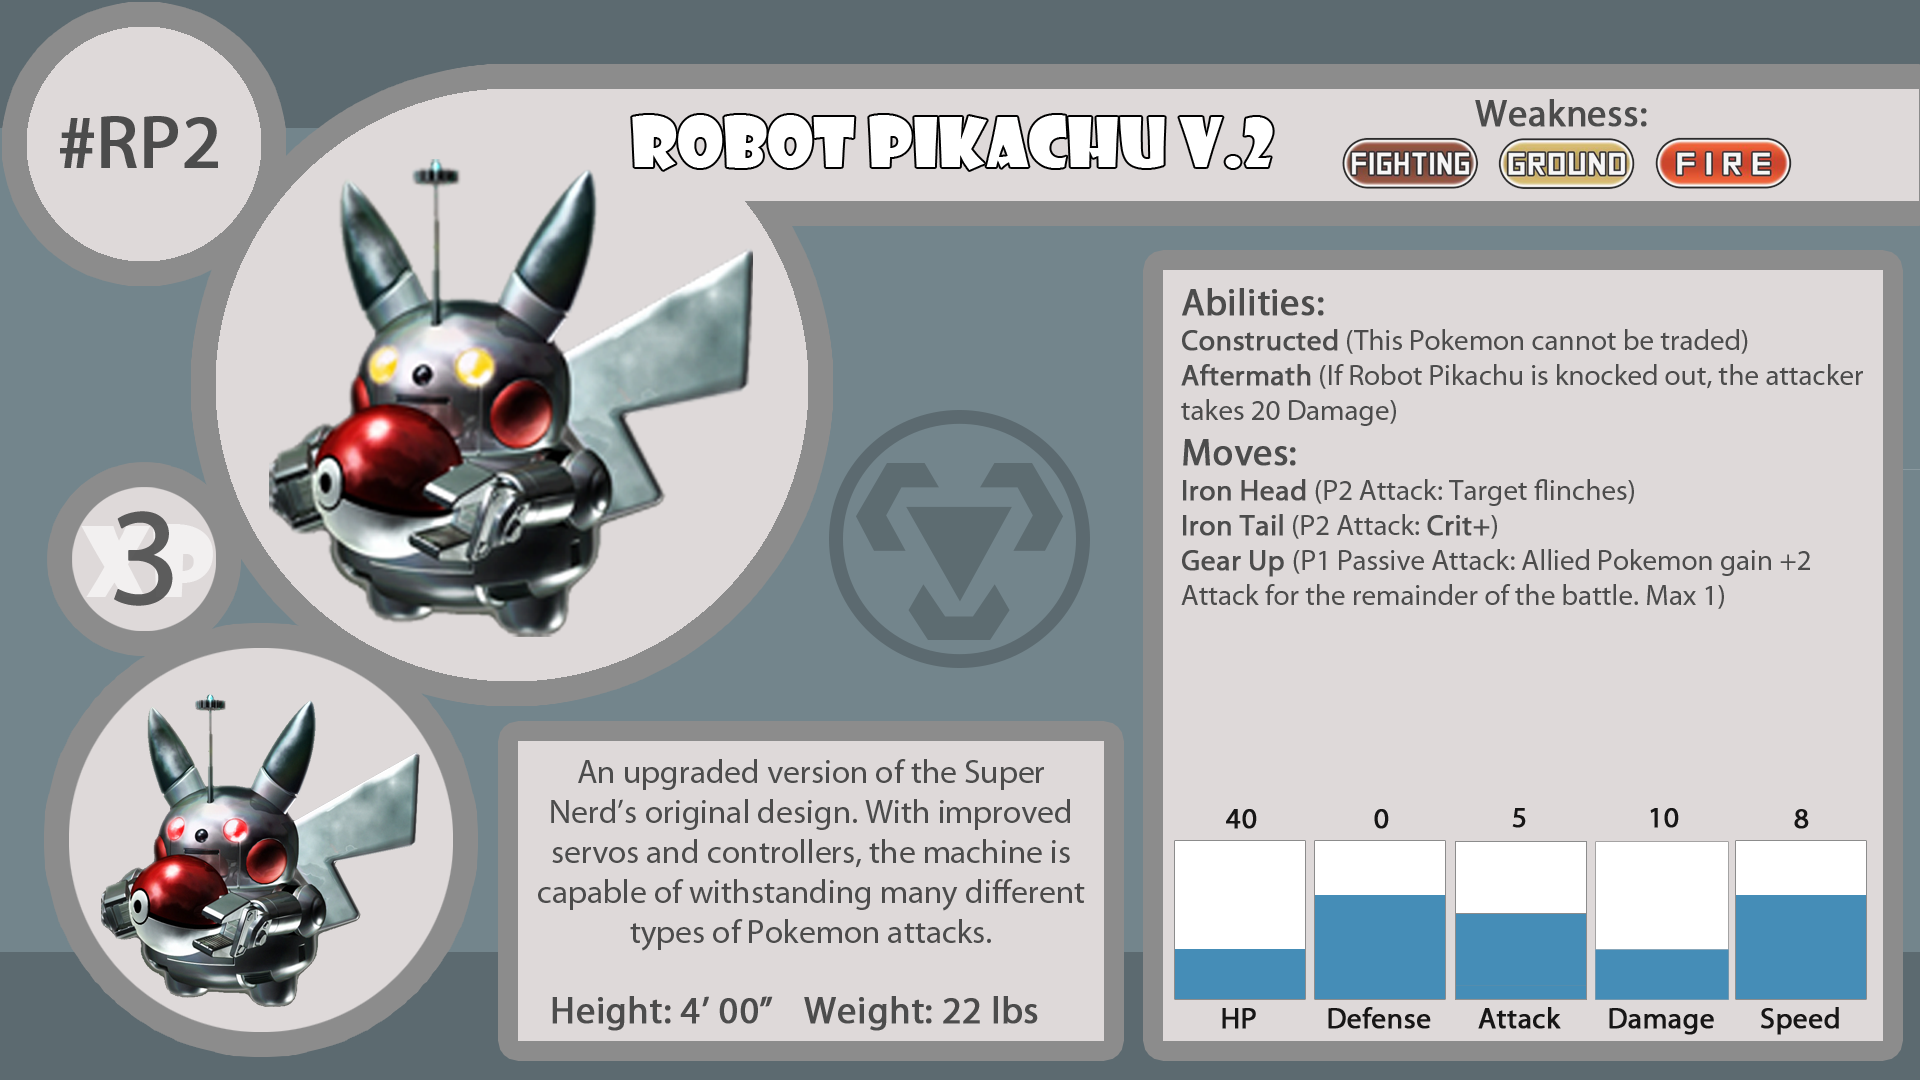 #RP2
ROBOT PIKACHU V.2
Weakness:
FIGHTING GROUND FIRE
Abilities:
Constructed (This Pokemon cannot be traded)
Aftermath (If Robot Pikachu is knocked out, the attacker
takes 20 Damage)
Moves:
Iron Head (P2 Attack: Target flinches)
Iron Tail (P2 Attack: Crit+)
Gear Up (P1 Passive Attack: Allied Pokemon gain +2
Attack for the remainder of the battle. Max 1)
XP
3
An upgraded version of the Super
Nerd’s original design. With improved
servos and controllers, the machine is
capable of withstanding many different
types of Pokemon attacks.
Height: 4’ 00” Weight: 22 lbs
40 0 5 10 8
HP Defense Attack Damage Speed